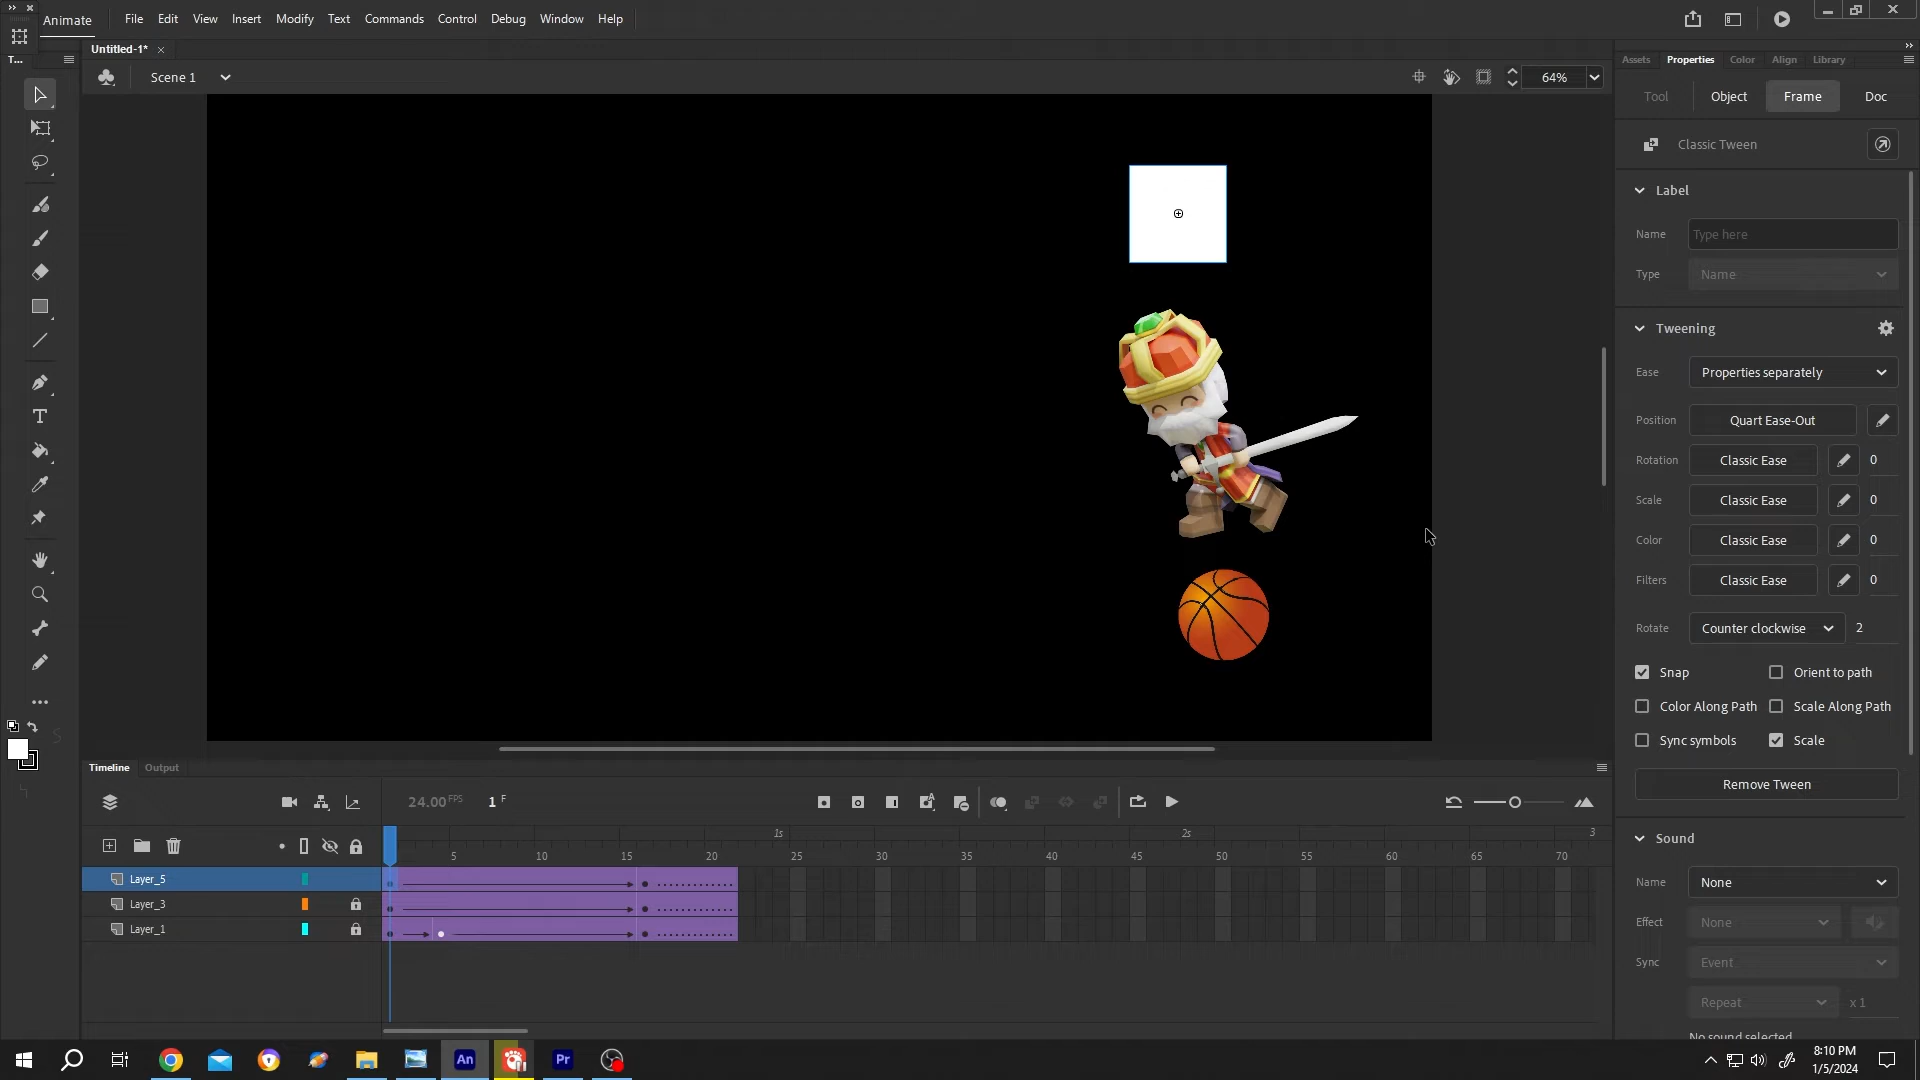 Animate File Edit View Insert Modify Text Commands Control Debug Window Help
T... Untitled-1* Assets Properties Color Align Library
Scene 1 64%
Tool Object Frame Doc
Classic Tween
Label
Name Type here
Type Name
Tweening
Ease Properties separately
Position Quart Ease-Out
Rotation Classic Ease 0
Scale Classic Ease 0
Color Classic Ease 0
Filters Classic Ease 0
Rotate Counter clockwise 2
Snap Orient to path
Color Along Path Scale Along Path
Sync symbols Scale
Remove Tween
Sound
Name None
Effect None
Sync Event
Repeat x 1
No sound selected
Timeline Output
24.00 FPS 1 F
1s 2s 3
5 10 15 20 25 30 35 40 45 50 55 60 65 70
Layer_5
Layer_3
Layer_1
An Pr
8:10 PM
1/5/2024